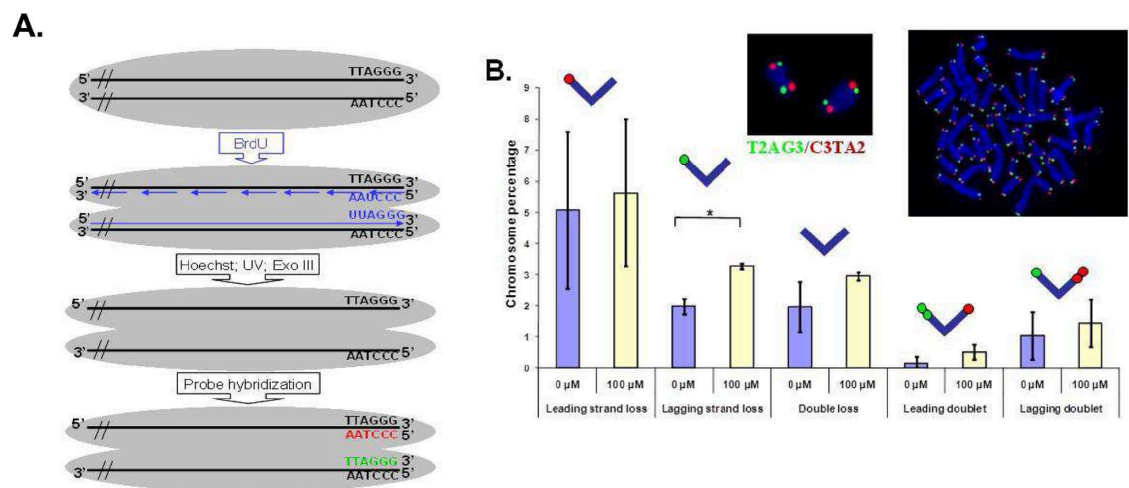 A.
TTAGGG
5' 3'
3' AATCCC 5'
BrdU
5' TTAGGG 3'
3' AAUCCC 5'
5' UUAGGG 3'
3' AATCCC 5'
Hoechst; UV; Exo III
5' TTAGGG 3'
3' AATCCC 5'
Probe hybridization
5' TTAGGG 3'
AATCCC 5'
TTAGGG 3'
3' AATCCC 5'
B.
Chromosome percentage
9
8
7
6
5
4
3
2
1
0
T2AG3/C3TA2
*
0 µM 100 µM 0 µM 100 µM 0 µM 100 µM 0 µM 100 µM 0 µM 100 µM
Leading strand loss Lagging strand loss Double loss Leading doublet Lagging doublet